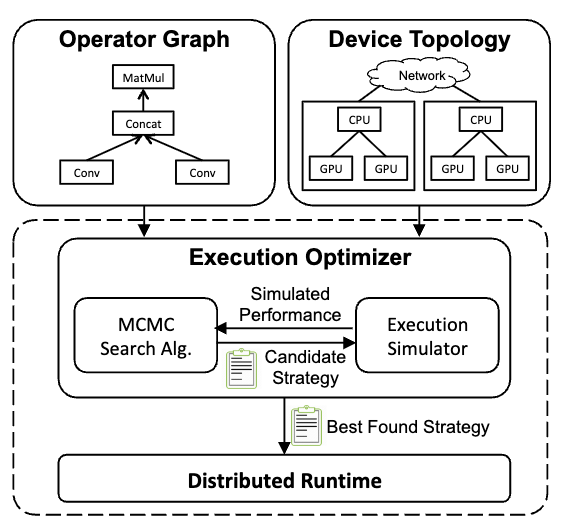 Operator Graph
MatMul
Concat
Conv
Conv
Device Topology
Network
CPU
GPU
GPU
CPU
GPU
GPU
Execution Optimizer
MCMC
Search Alg.
Simulated
Performance
Candidate
Strategy
Execution
Simulator
Best Found Strategy
Distributed Runtime